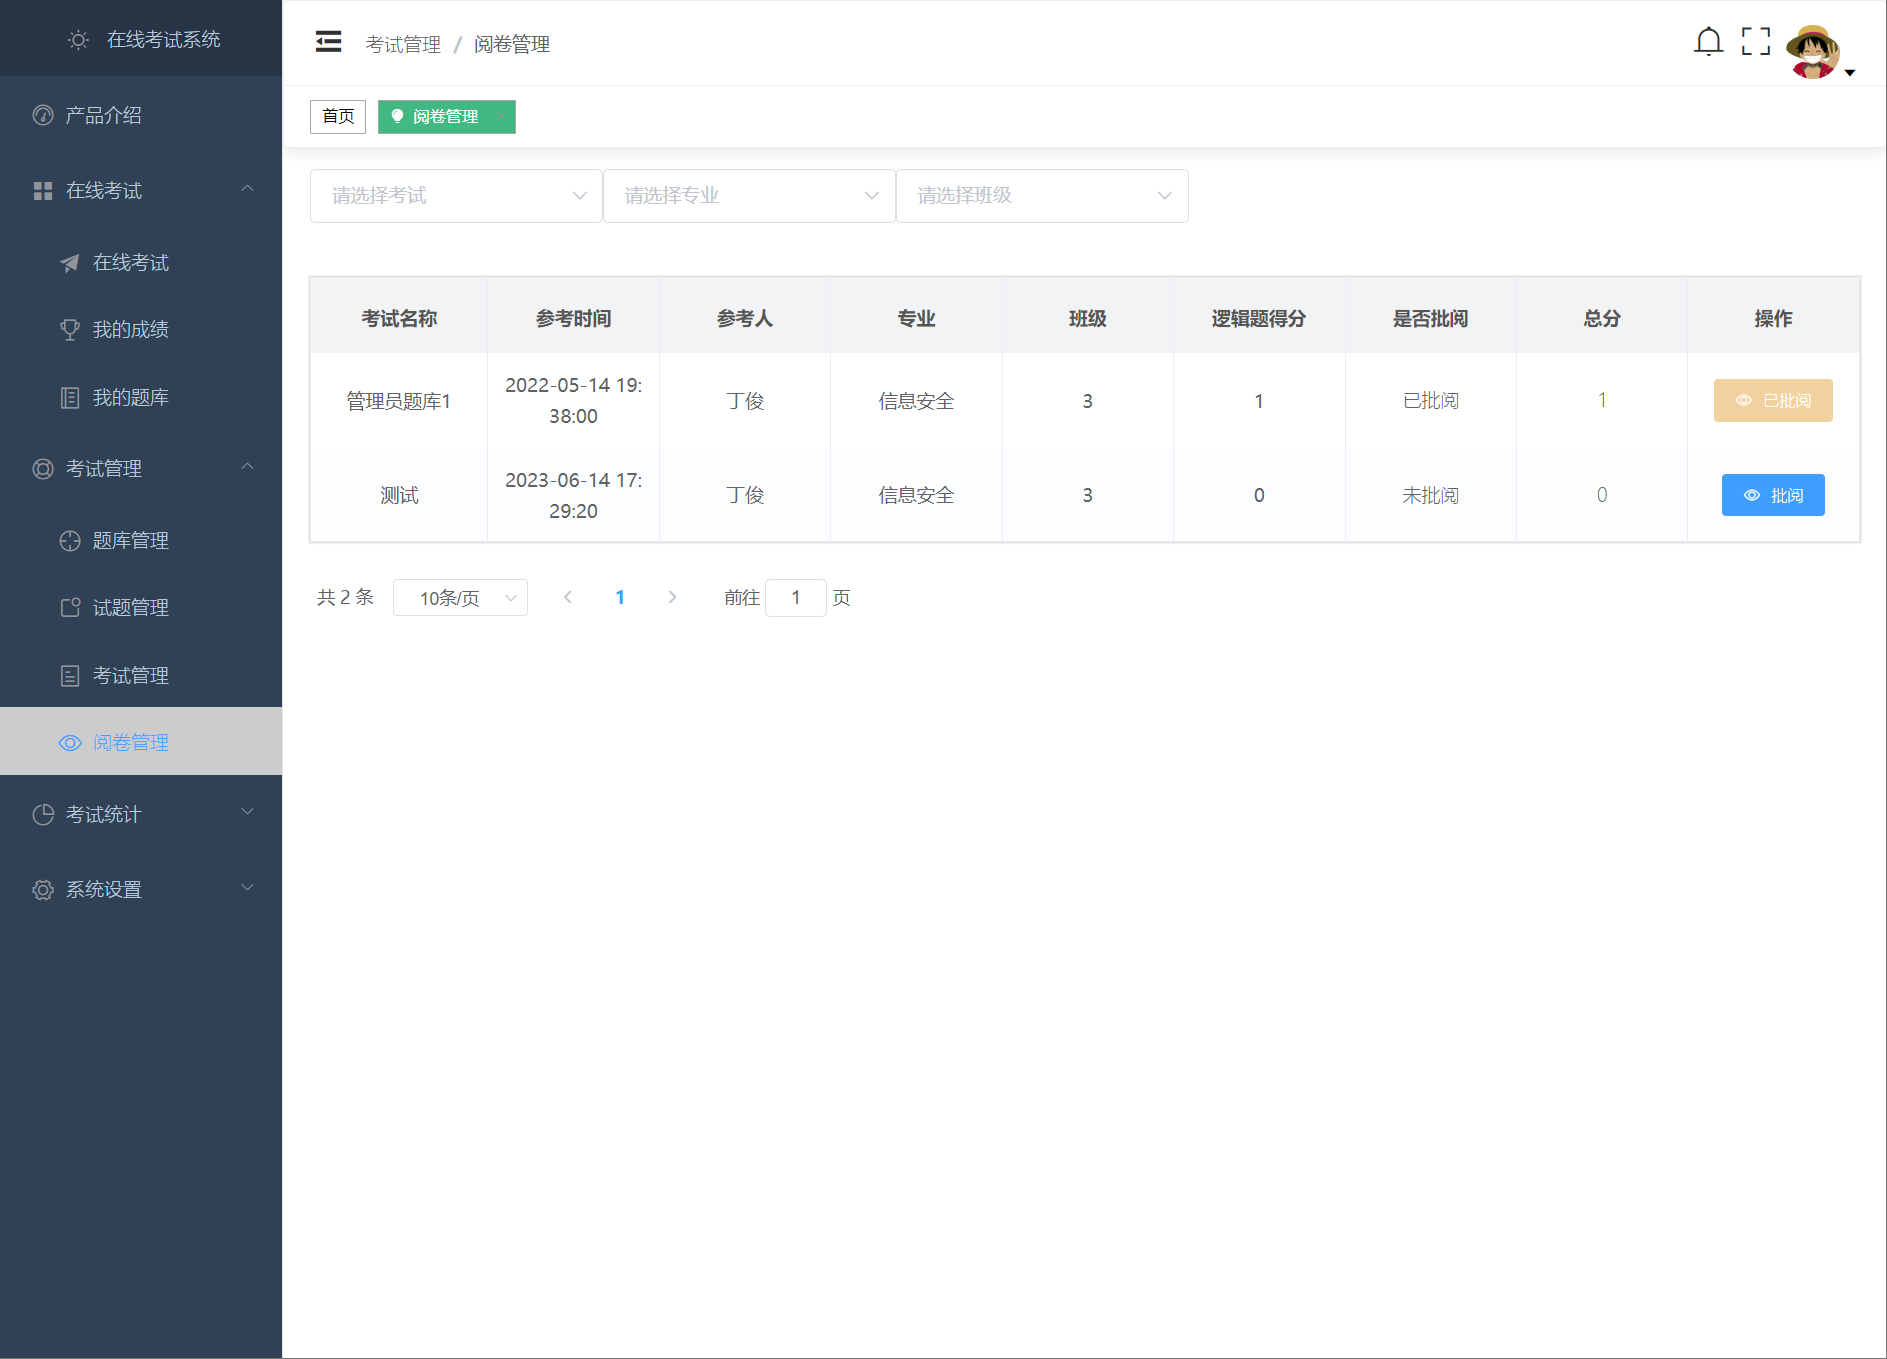 在线考试系统
产品介绍
在线考试
在线考试
我的成绩
我的题库
考试管理
题库管理
试题管理
考试管理
阅卷管理
考试统计
系统设置
考试管理 / 阅卷管理
首页 阅卷管理
请选择考试 请选择专业 请选择班级
考试名称 参考时间 参考人 专业 班级 逻辑题得分 是否批阅 总分 操作
管理员题库1 2022-05-14 19:38:00 丁俊 信息安全 3 1 已批阅 1 已批阅
测试 2023-06-14 17:29:20 丁俊 信息安全 3 0 未批阅 0 批阅
共 2 条 10条/页 1 前往 1 页